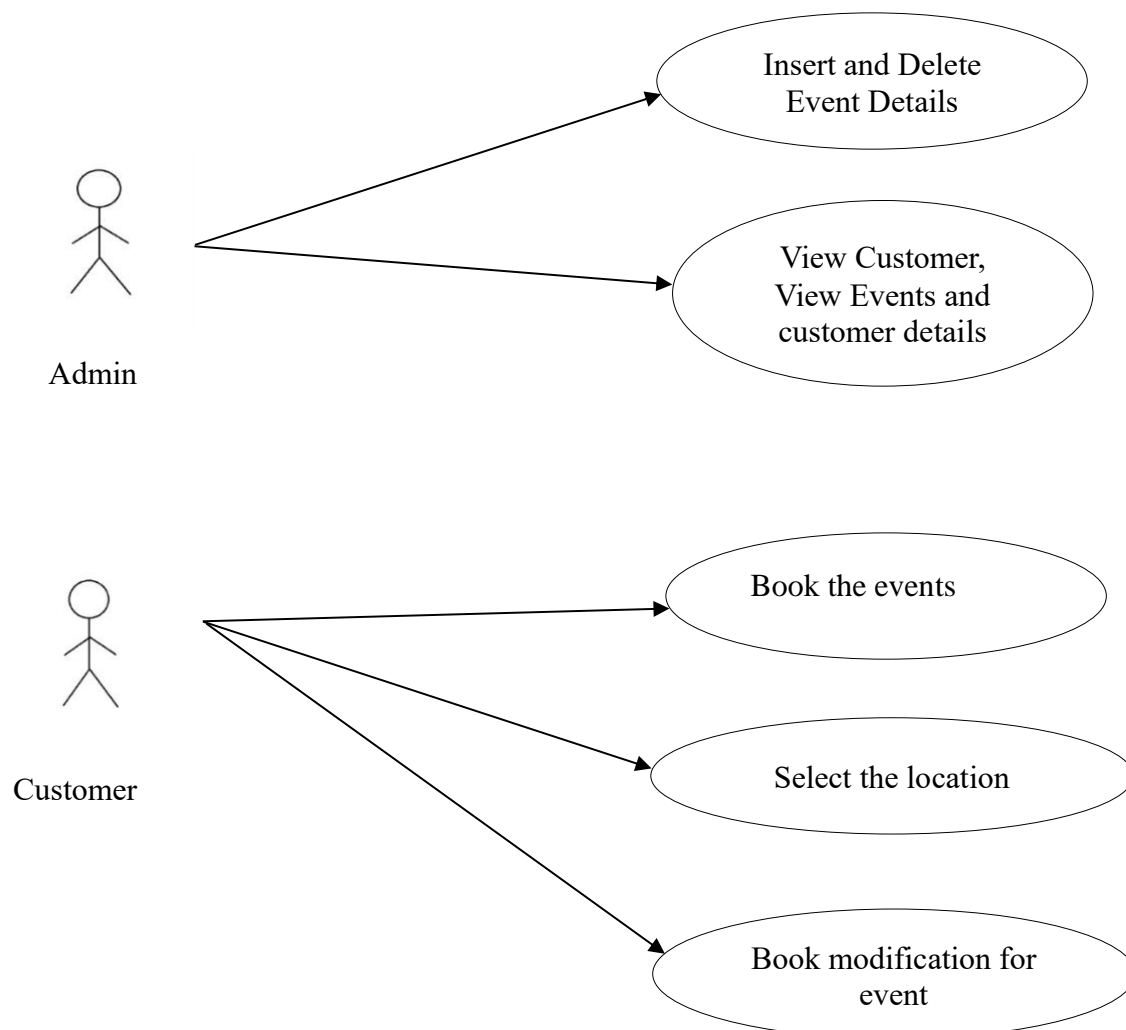 Insert and Delete
Event Details
View Customer,
View Events and
customer details
Admin
Book the events
Select the location
Customer
Book modification for
event